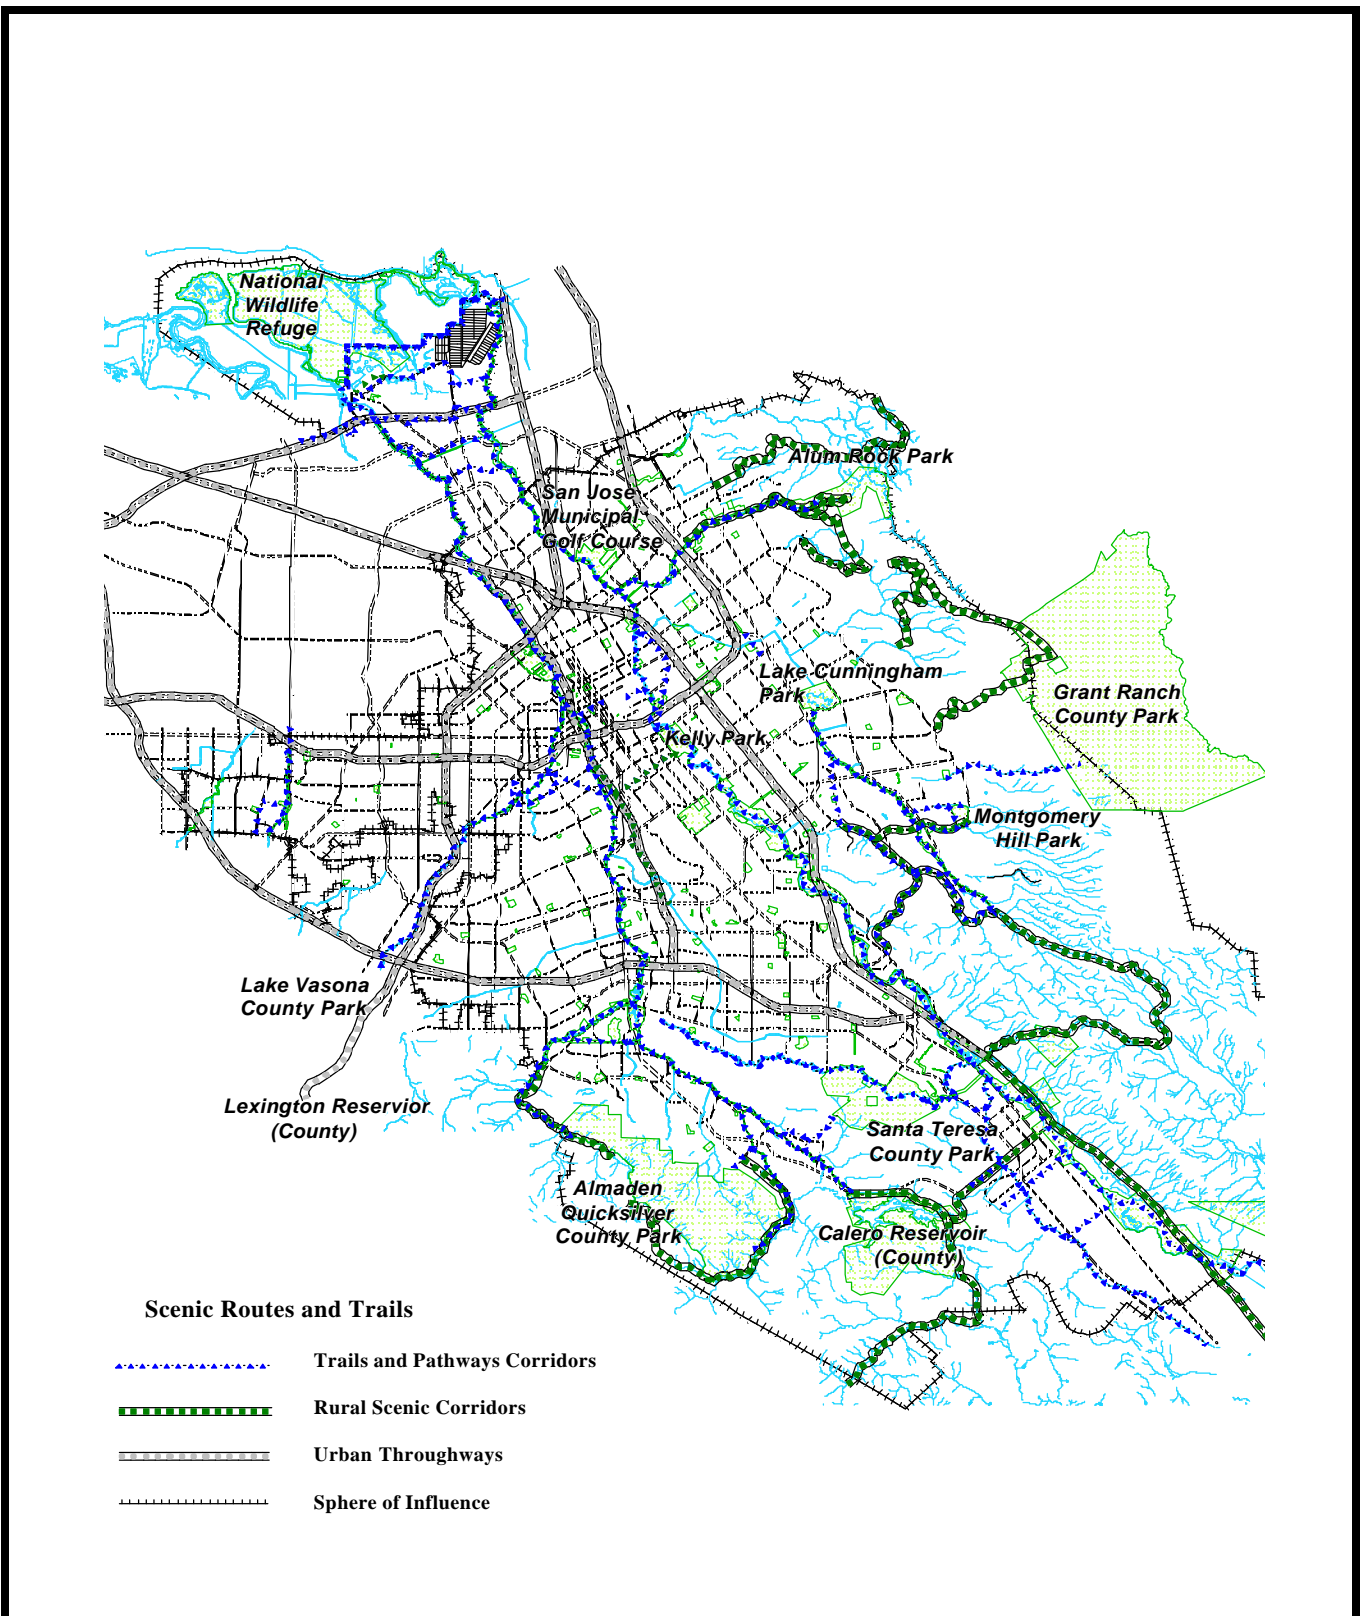 National
Wildlife
Refuge
Alum Rock Park
San Jose
Municipal
Golf Course
Lake Cunningham
Park
Grant Ranch
County Park
Kelly Park
Montgomery
Hill Park
Lake Vasona
County Park
Lexington Reservior
(County)
Santa Teresa
County Park
Almaden
Quicksilver
County Park
Calero Reservoir
(County)
Scenic Routes and Trails
Trails and Pathways Corridors
Rural Scenic Corridors
Urban Throughways
Sphere of Influence